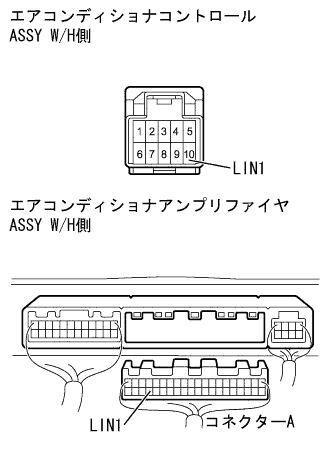 エアコンディショナコントロール
ASSY W/H側
1 2 3 4 5
6 7 8 9 10
LIN1
エアコンディショナアンプリファイヤ
ASSY W/H側
LIN1
コネクターA